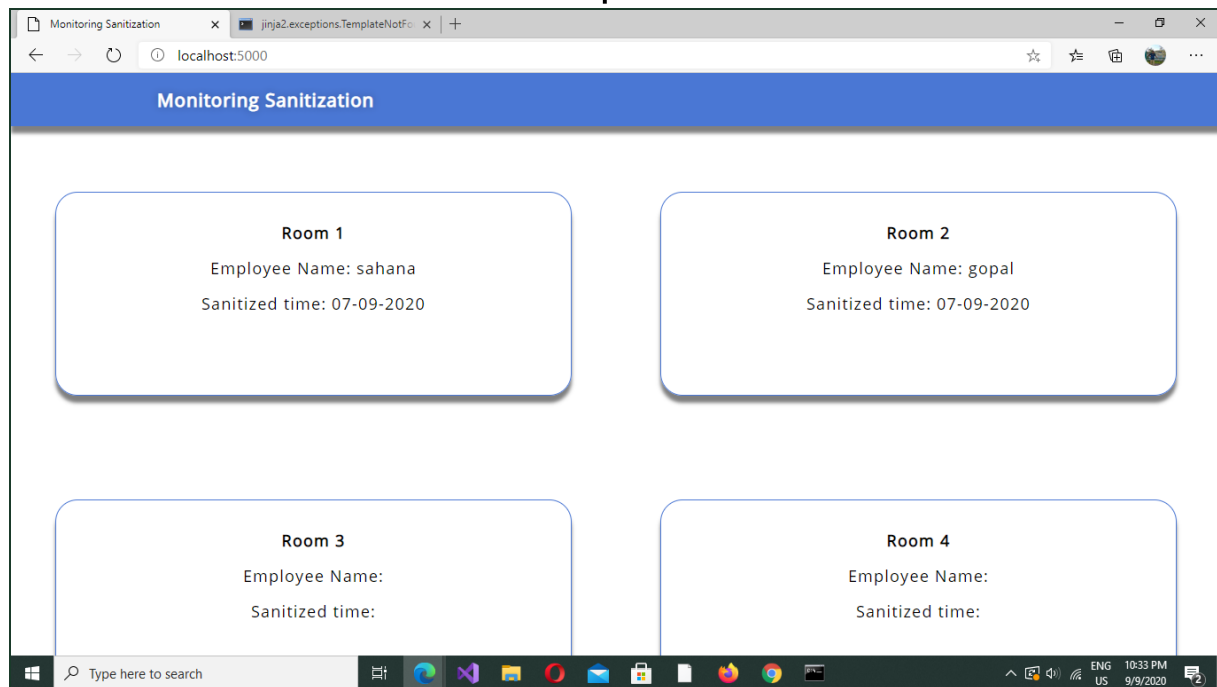 Monitoring Sanitization
jinja2.exceptions.TemplateNotFo
localhost:5000
Monitoring Sanitization
Room 1
Employee Name: sahana
Sanitized time: 07-09-2020
Room 2
Employee Name: gopal
Sanitized time: 07-09-2020
Room 3
Employee Name:
Sanitized time:
Room 4
Employee Name:
Sanitized time:
Type here to search
ENG
US
10:33 PM
9/9/2020
2